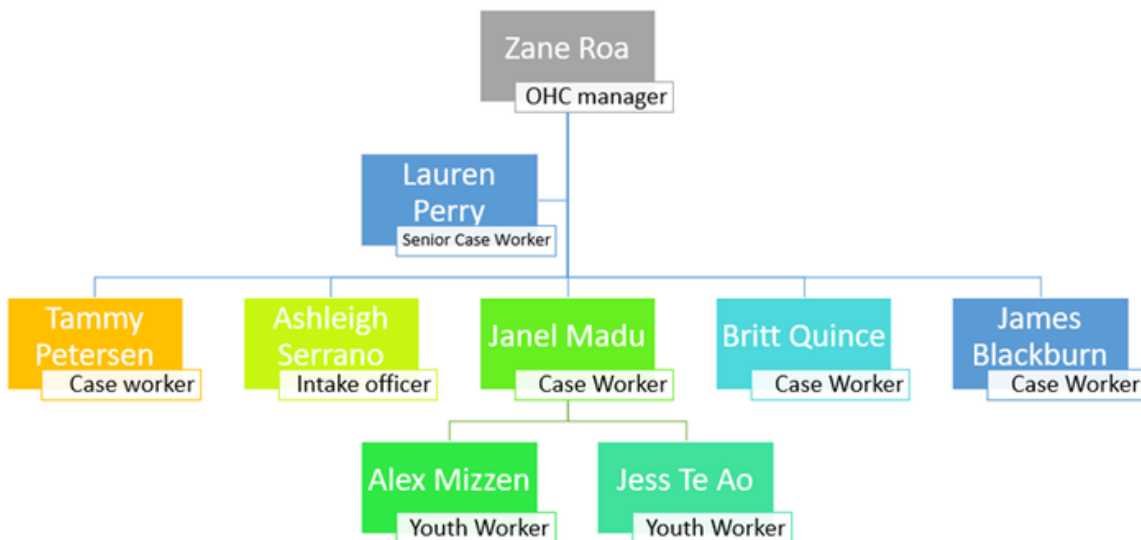 Zane Roa
OHC manager
Lauren
Perry
Senior Case Worker
Tammy
Petersen
Case worker
Ashleigh
Serrano
Intake officer
Janel Madu
Case Worker
Britt Quince
Case Worker
James
Blackburn
Case Worker
Alex Mizzen
Youth Worker
Jess Te Ao
Youth Worker